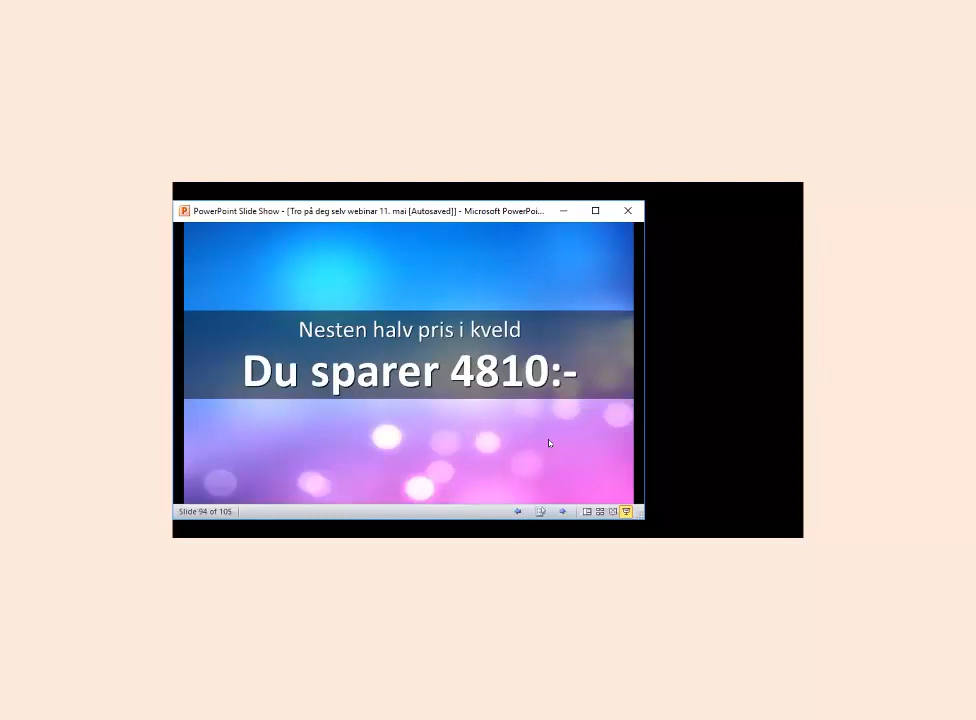 PowerPoint Slide Show - [Tro på deg selv webinar 11. mai [Autosaved]] - Microsoft PowerPoi...
Nesten halv pris i kveld
Du sparer 4810:-
Slide 94 of 105